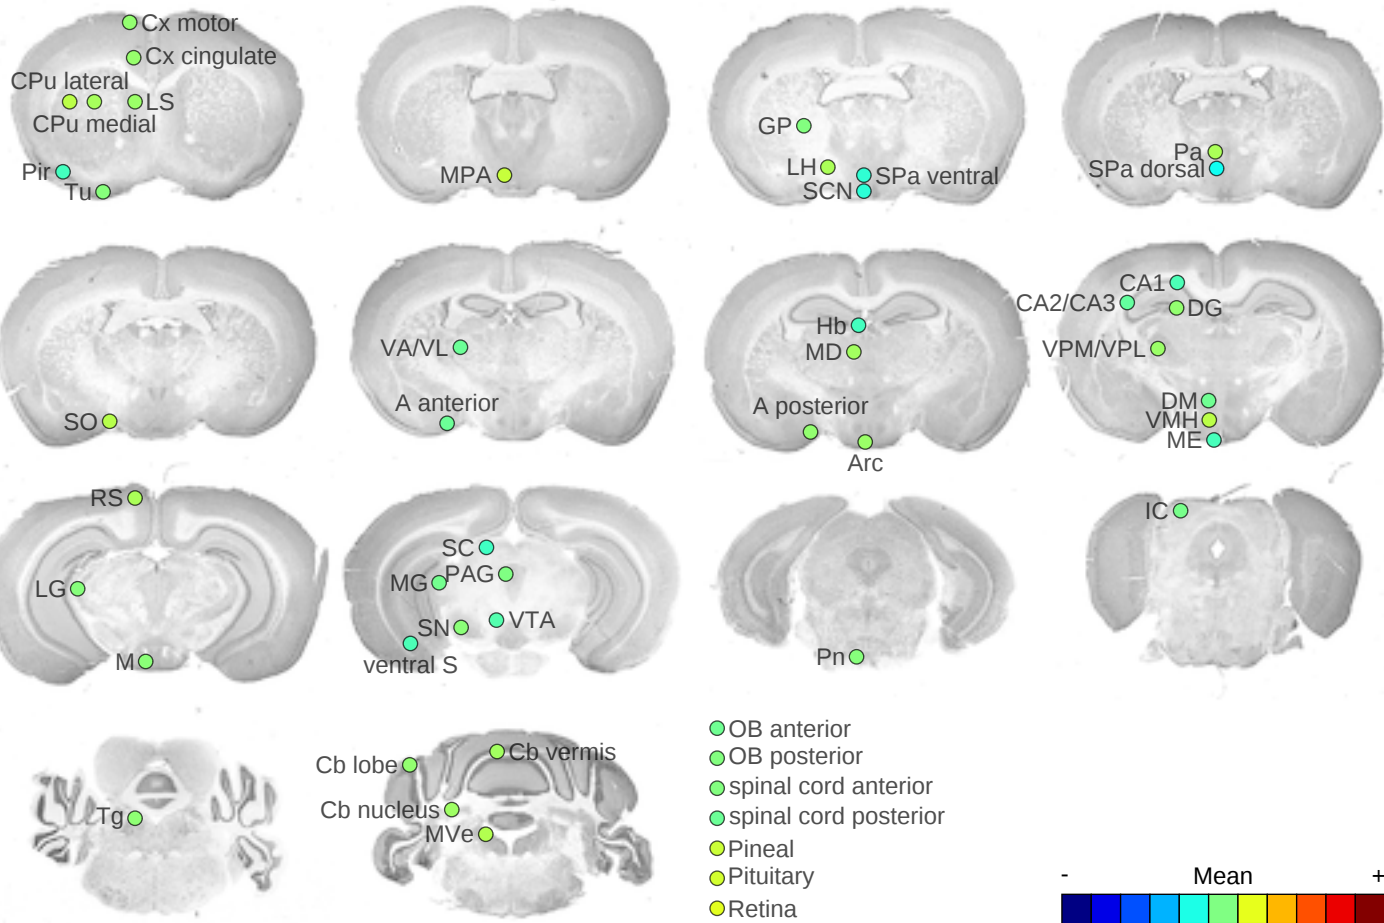 Cx motor
Cx cingulate
CPu lateral
LS
CPu medial
Pir
Tu
MPA
GP
LH
SPa ventral
SCN
Pa
SPa dorsal
SO
VA/VL
A anterior
Hb
MD
A posterior
Arc
CA1
CA2/CA3
DG
VPM/VPL
DM
VMH
ME
RS
LG
M
SC
MG
PAG
SN
VTA
ventral S
Pn
IC
Tg
Cb lobe
Cb vermis
Cb nucleus
MVe
OB anterior
OB posterior
spinal cord anterior
spinal cord posterior
Pineal
Pituitary
Retina
- Mean +